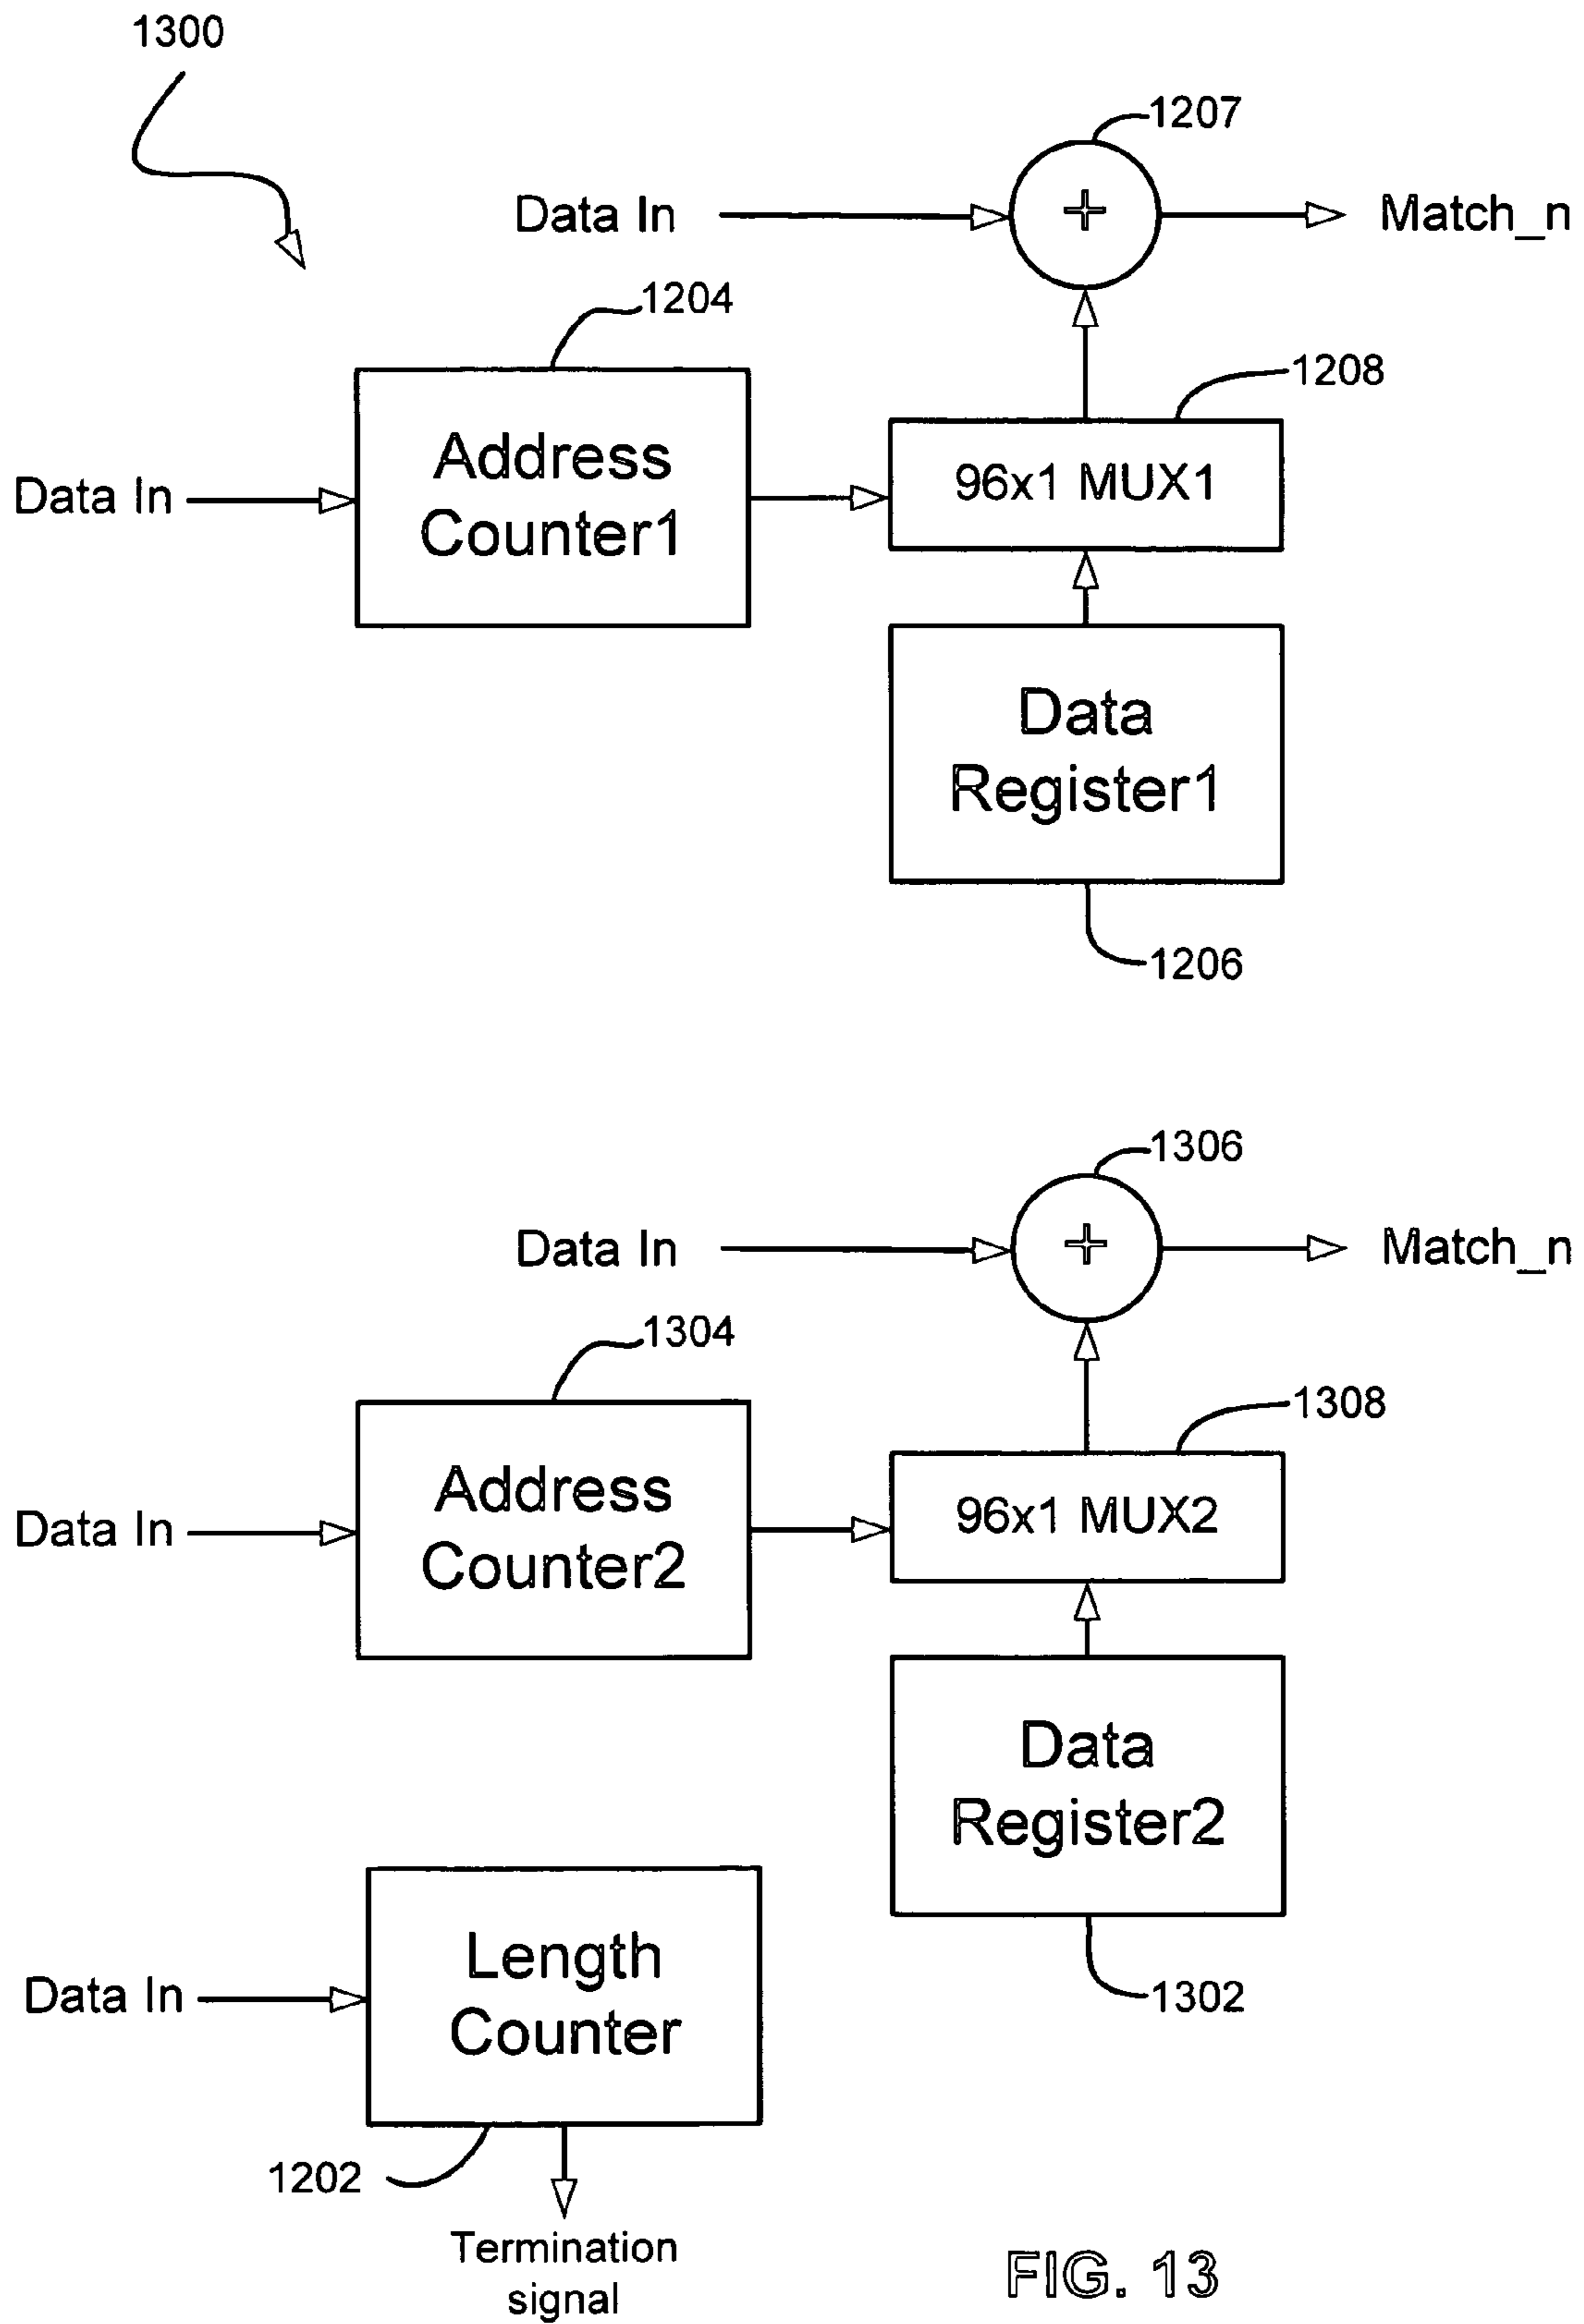 1300
1207
Data In
+
Match_n
1204
1208
Address
Counter1
Data In
96x1 MUX1
Data
Register1
1206
1306
Data In
+
Match_n
1304
1308
Address
Counter2
Data In
96x1 MUX2
Data
Register2
1302
Length
Counter
Data In
1202
Termination
signal
FIG. 13